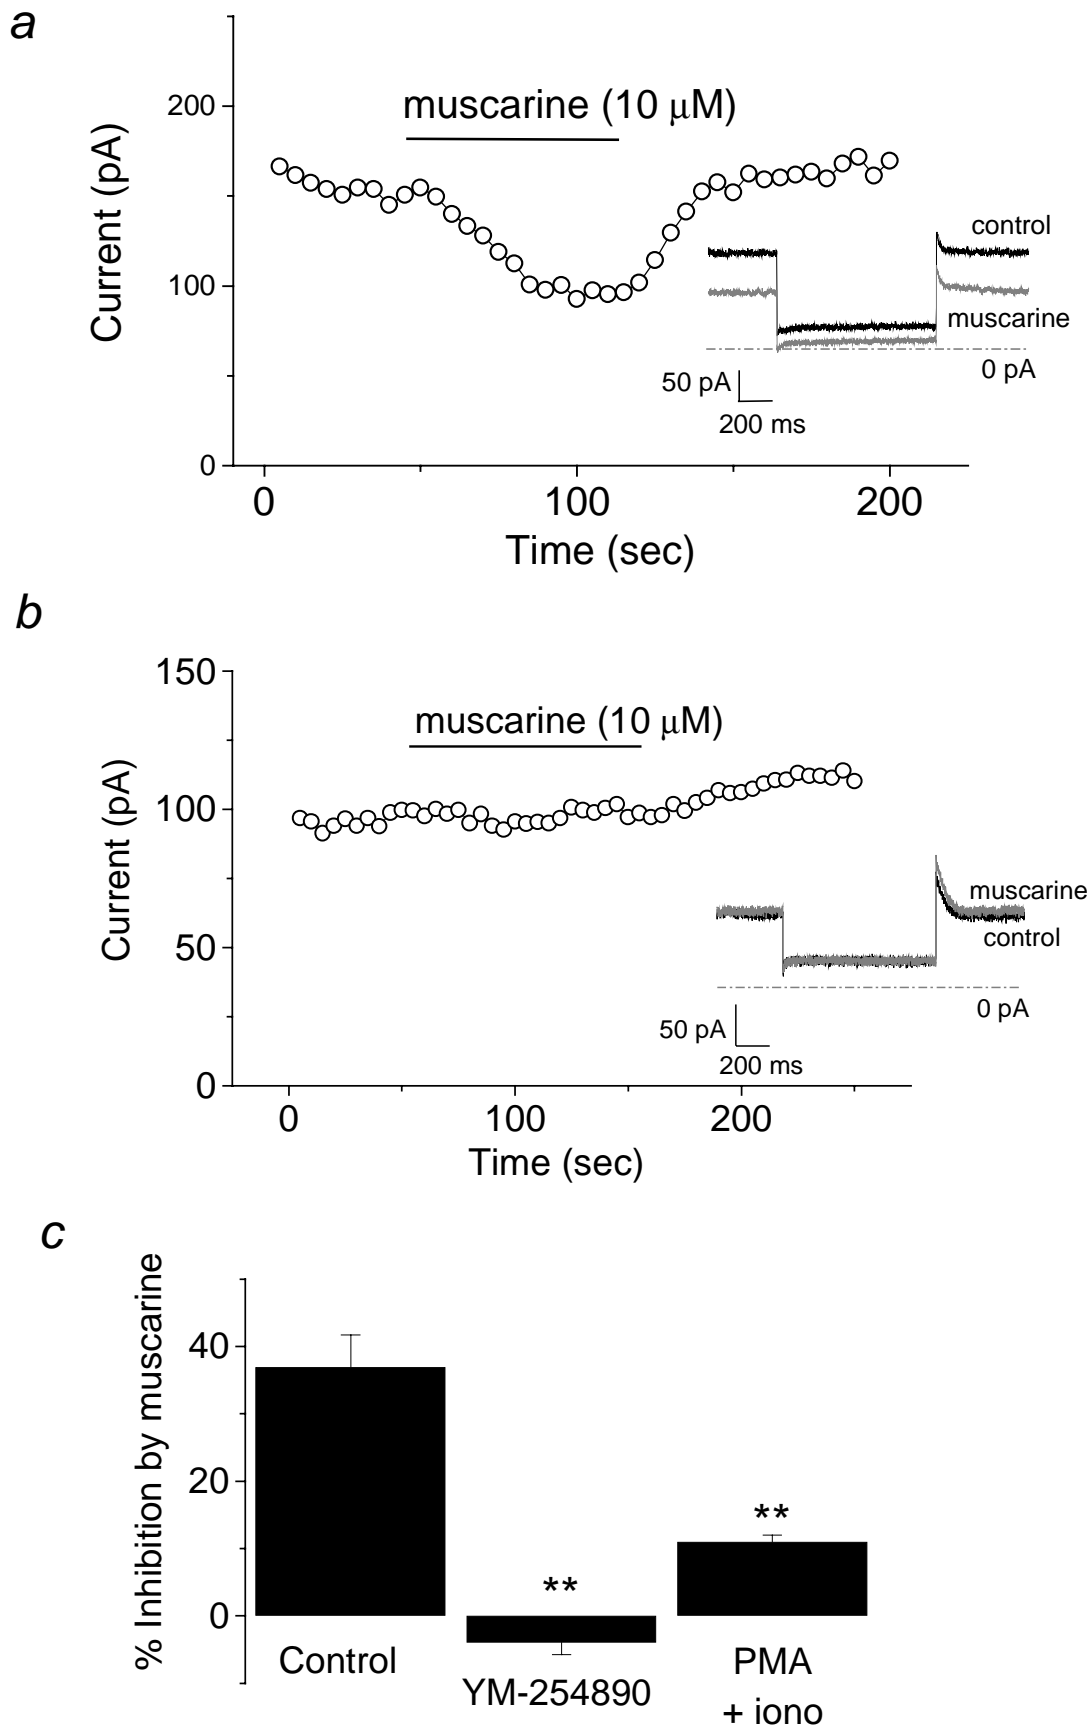 a
muscarine (10 μM)
200
100
0
Current (pA)
control
muscarine
0 pA
50 pA
200 ms
0 100 200
Time (sec)
b
150
muscarine (10 μM)
100
50
0
Current (pA)
muscarine
control
0 pA
50 pA
200 ms
0 100 200
Time (sec)
c
% Inhibition by muscarine
40
20
0
**
**
Control
YM-254890
PMA
+ iono